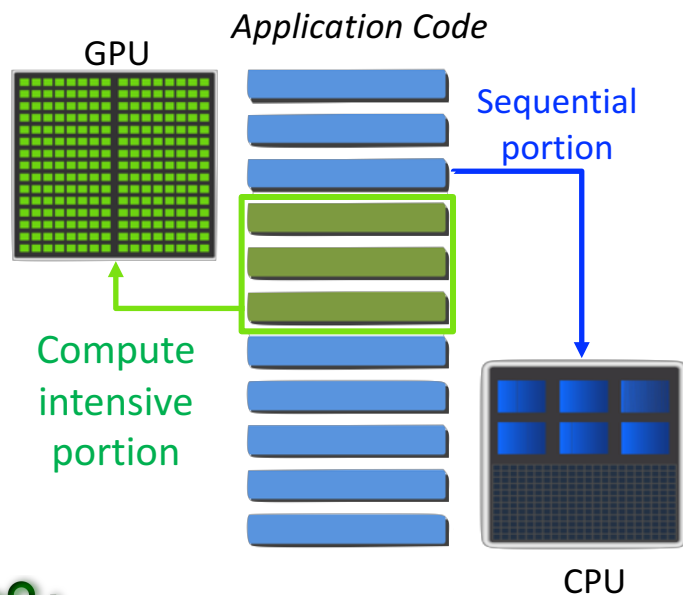 Application Code
GPU
Sequential
portion
Compute
intensive
portion
CPU